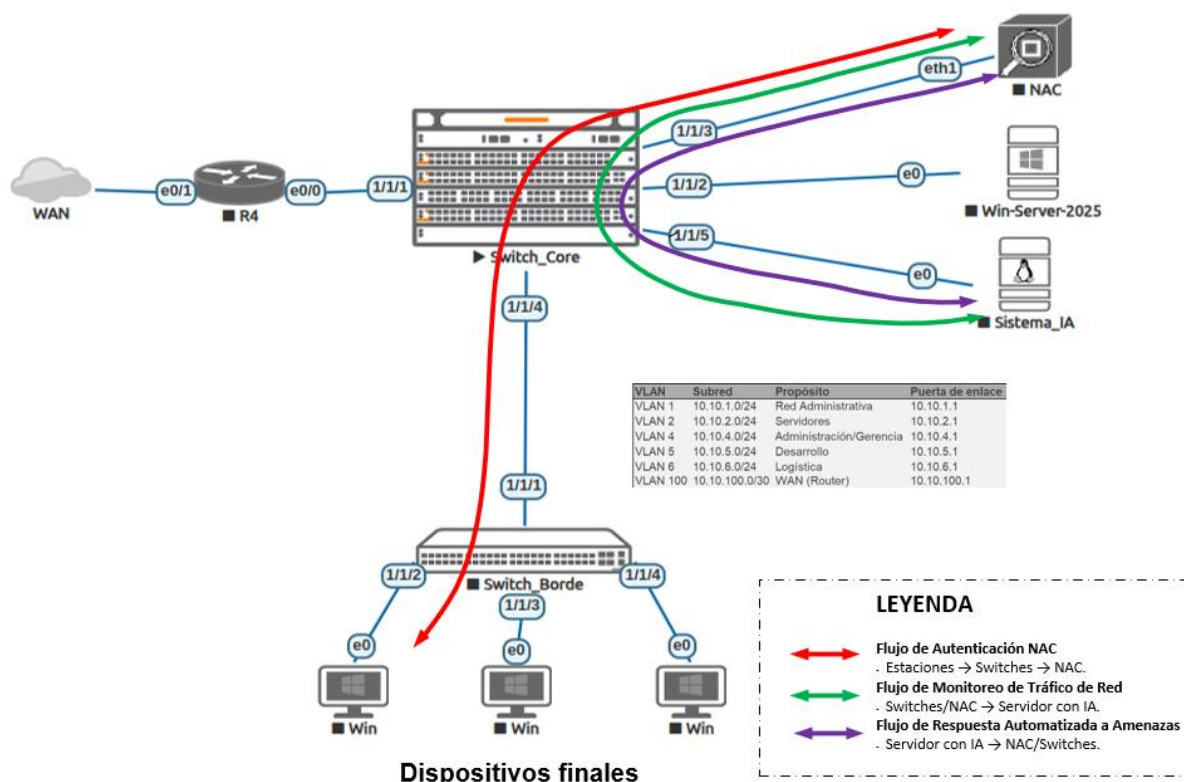 eth1
NAC
1/1/3
WAN
e0/1
R4
e0/0
1/1/1
1/1/2
e0
Win-Server-2025
Switch_Core
1/1/5
e0
Sistema_IA
1/1/4
VLAN Subred Propósito Puerta de enlace
VLAN 1 10.10.1.0/24 Red Administrativa 10.10.1.1
VLAN 2 10.10.2.0/24 Servidores 10.10.2.1
VLAN 4 10.10.4.0/24 Administración/Gerencia 10.10.4.1
VLAN 5 10.10.5.0/24 Desarrollo 10.10.5.1
VLAN 6 10.10.6.0/24 Logística 10.10.6.1
VLAN 100 10.10.100.0/30 WAN (Router) 10.10.100.1
1/1/1
1/1/2
Switch_Borde
1/1/4
1/1/3
e0
e0
e0
Win
Win
Win
Dispositivos finales
LEYENDA
Flujo de Autenticación NAC
- Estaciones → Switches → NAC.
Flujo de Monitoreo de Tráfico de Red
- Switches/NAC → Servidor con IA.
Flujo de Respuesta Automatizada a Amenazas
- Servidor con IA → NAC/Switches.